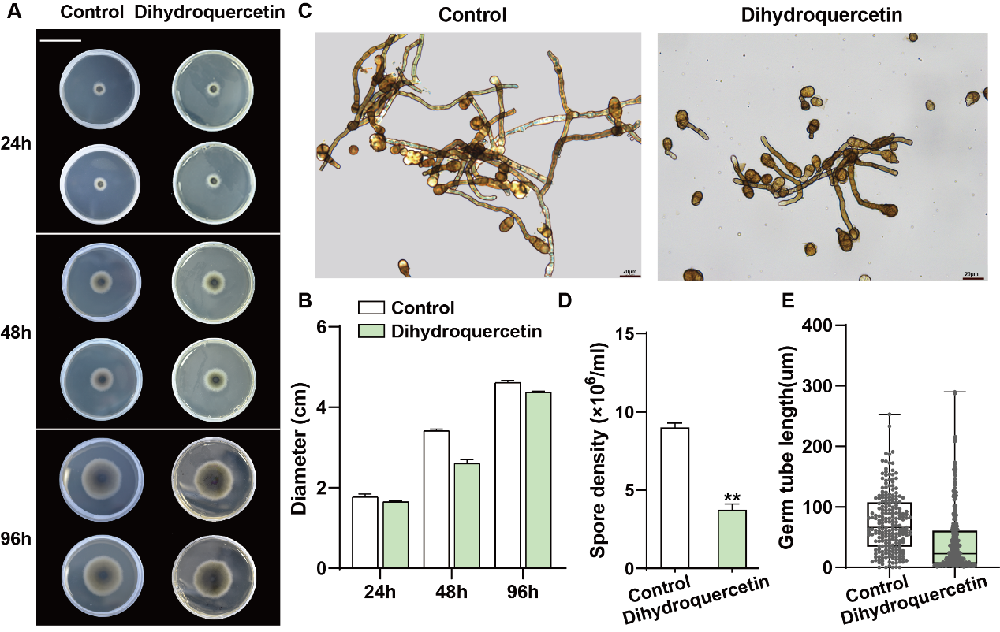 A
Control Dihydroquercetin
24h
48h
96h
C
Control
Dihydroquercetin
20μm
20μm
B
Control
Dihydroquercetin
Diameter (cm)
6
4
2
0
24h 48h 96h
D
Spore density (×10⁶/ml)
15
10
5
0
**
Control
Dihydroquercetin
E
Germ tube length(um)
400
300
200
100
0
Control
Dihydroquercetin